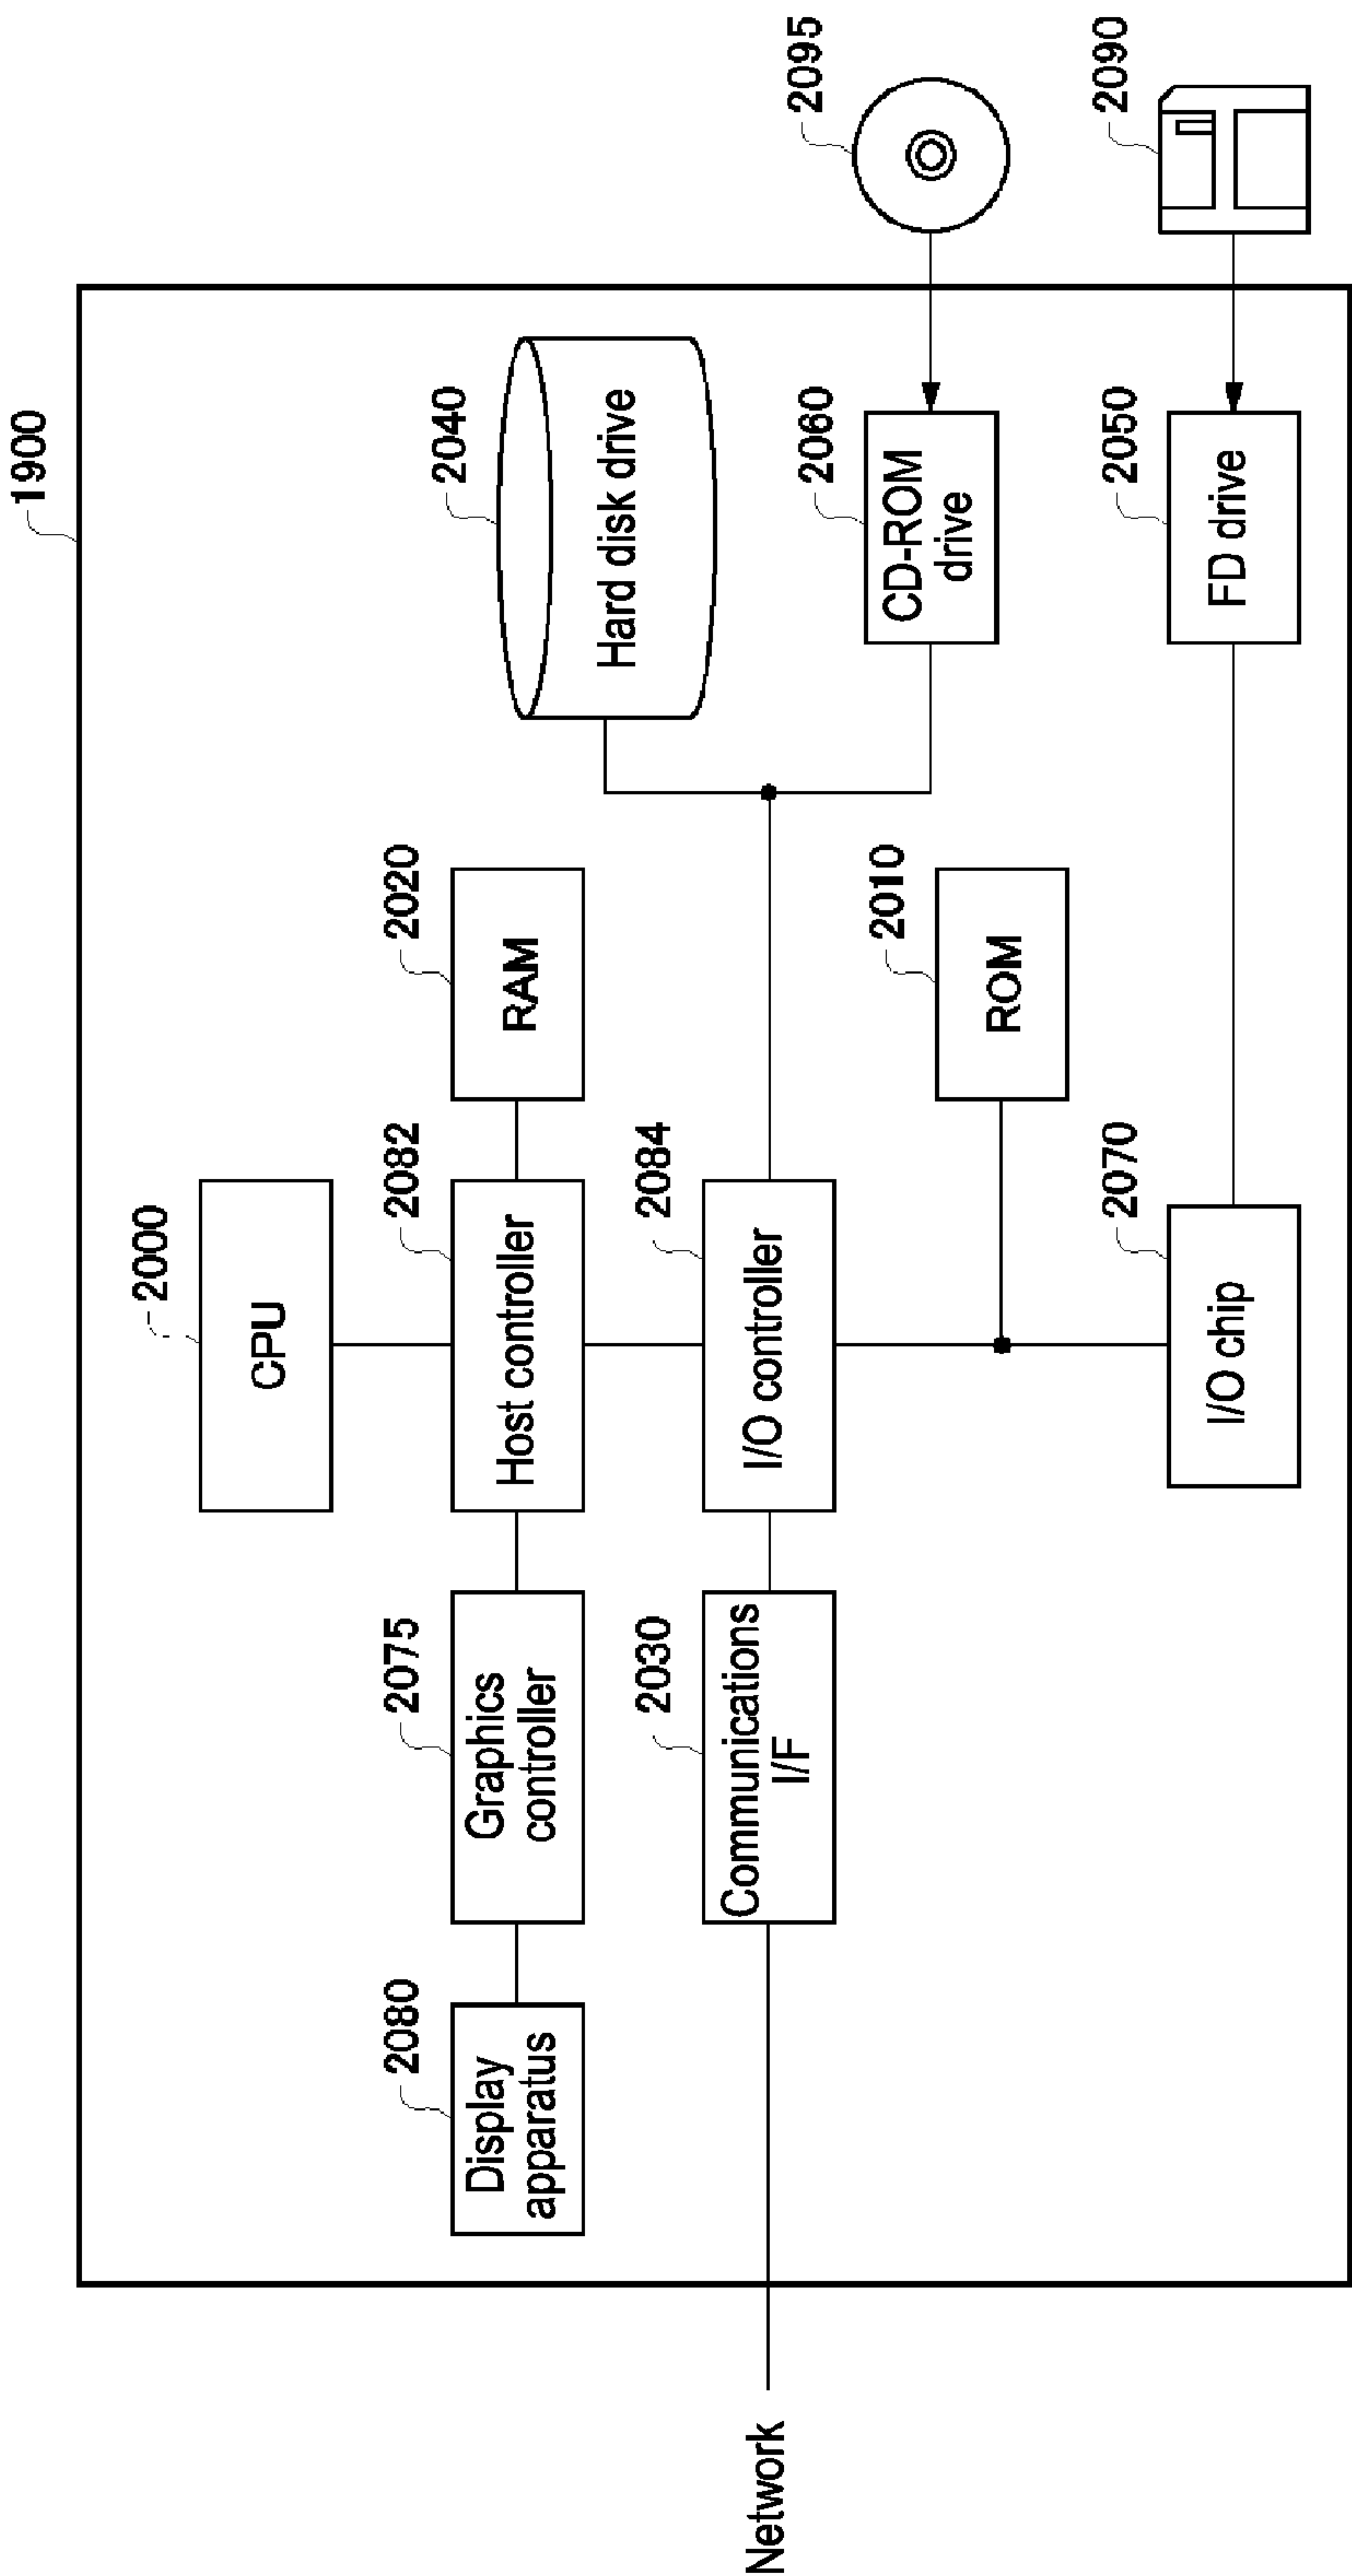 1900
2000
CPU
2080
2075
2082
2020
Display
apparatus
Graphics
controller
Host controller
RAM
2040
Hard disk drive
2030
2084
Communications
I/F
I/O controller
Network
2095
2060
CD-ROM
drive
2010
ROM
2090
2070
2050
I/O chip
FD drive